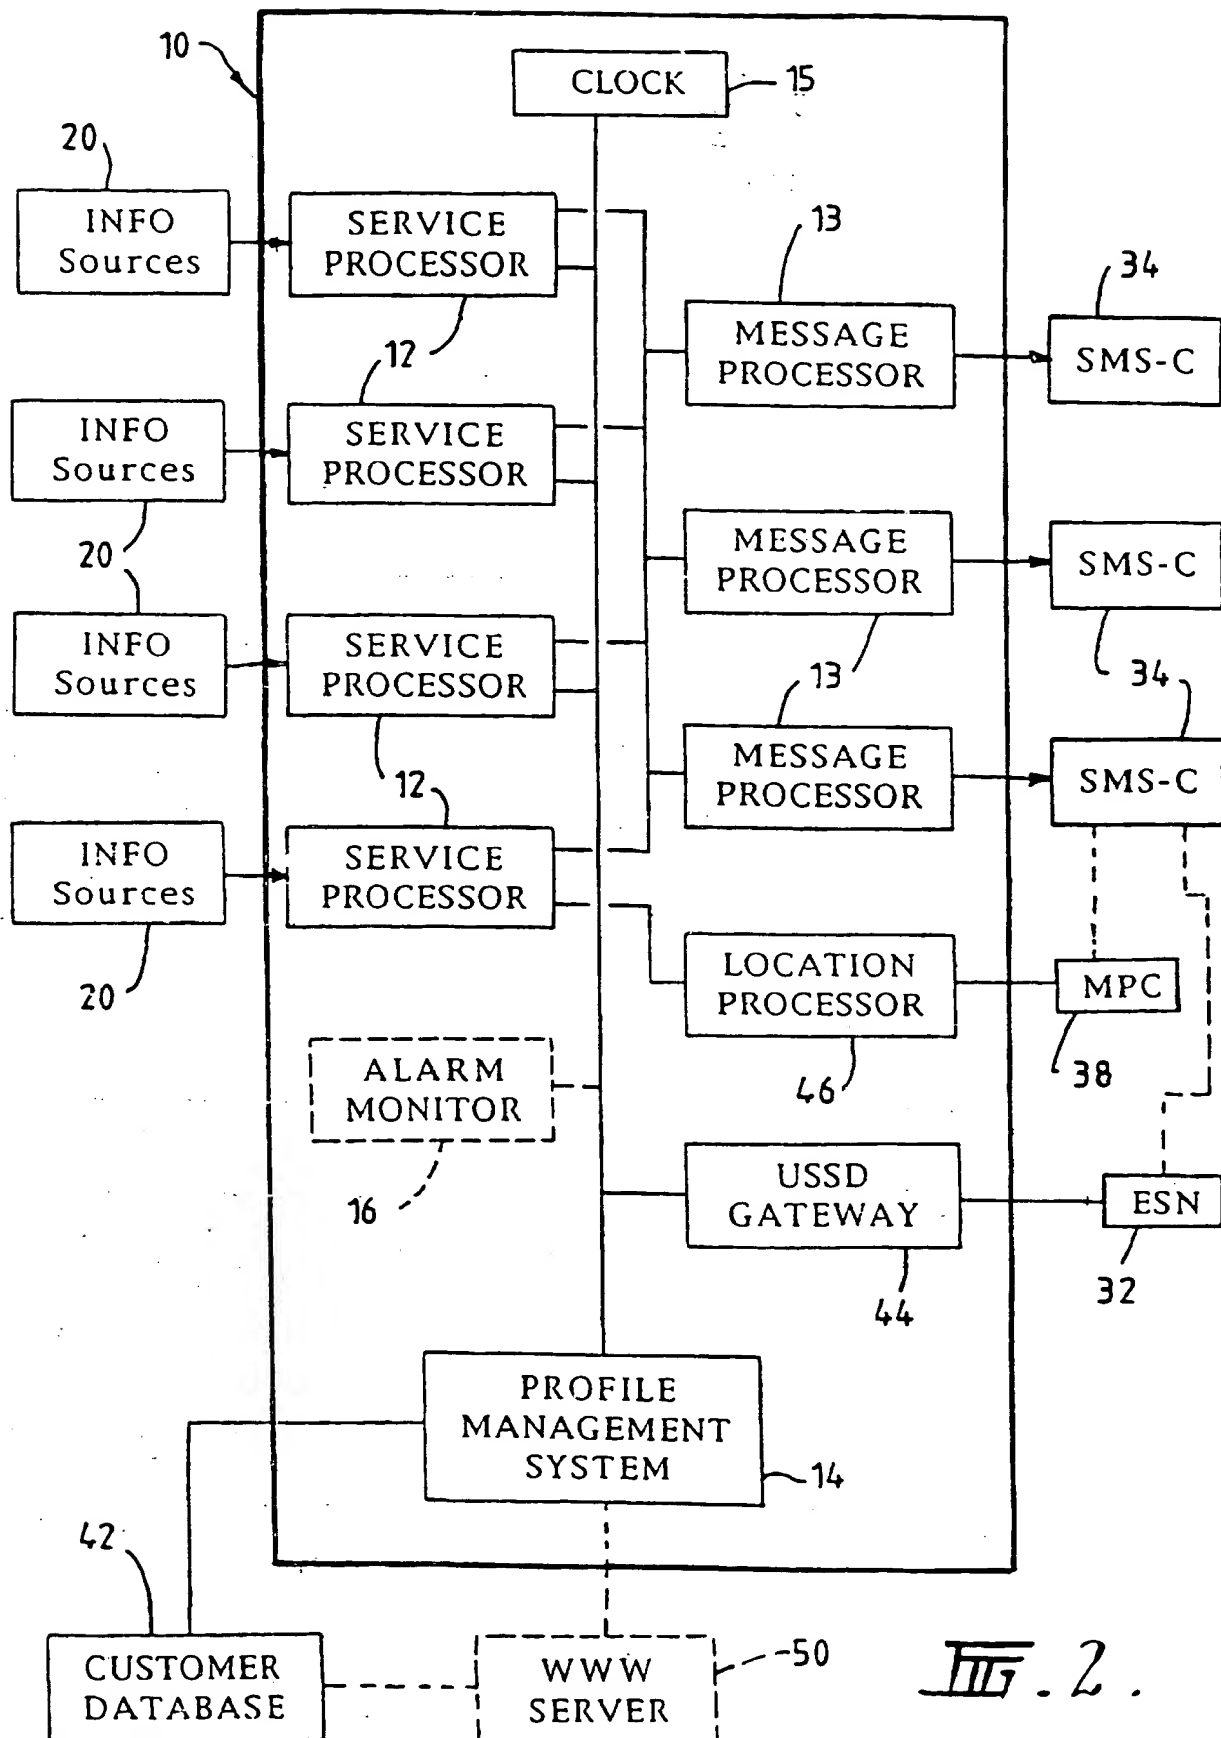 10
CLOCK
15
20
INFO
Sources
SERVICE
PROCESSOR
13
34
12
MESSAGE
PROCESSOR
SMS-C
INFO
Sources
SERVICE
PROCESSOR
20
MESSAGE
PROCESSOR
SMS-C
INFO
Sources
SERVICE
PROCESSOR
13
34
12
MESSAGE
PROCESSOR
SMS-C
INFO
Sources
SERVICE
PROCESSOR
20
LOCATION
PROCESSOR
MPC
38
46
ALARM
MONITOR
16
USSD
GATEWAY
ESN
32
44
PROFILE
MANAGEMENT
SYSTEM
14
42
CUSTOMER
DATABASE
WWW
SERVER
50
FIG. 2.